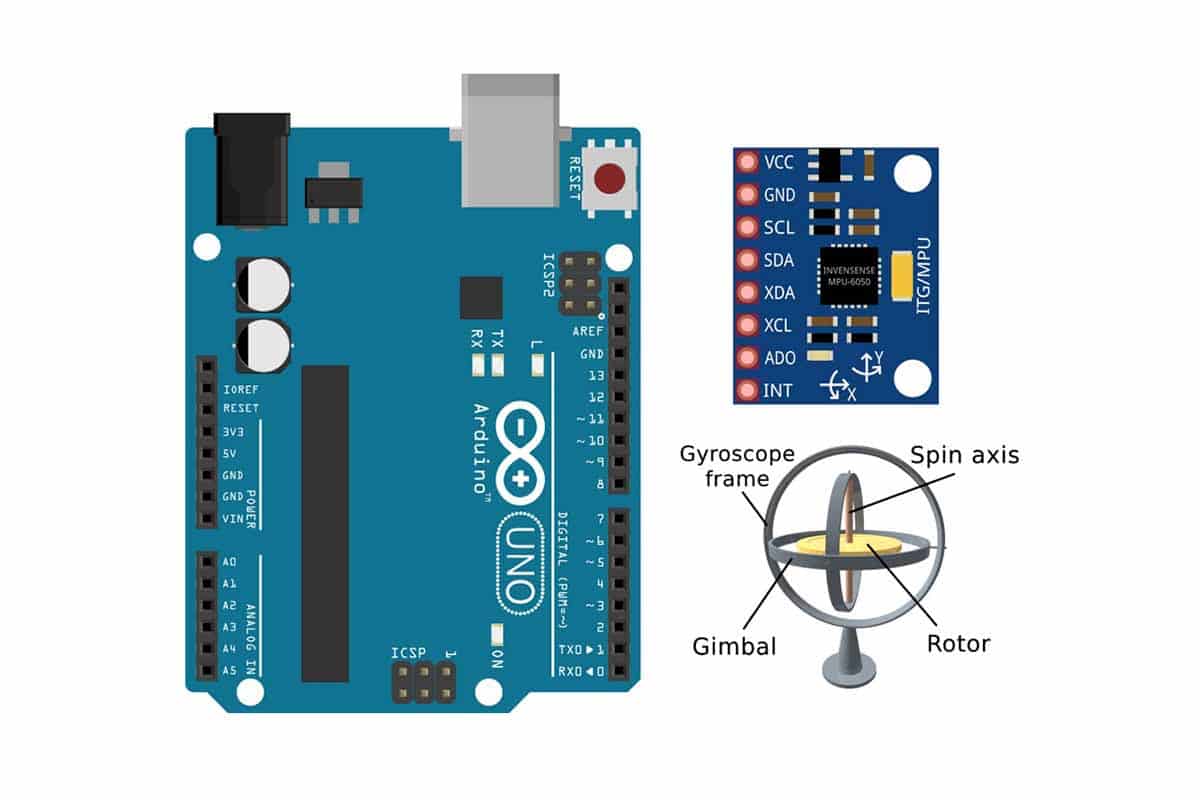 RESET
ICSP2
AREF
GND
13
12
~11
~10
~9
8
7
~6
~5
4
~3
2
TX0▶1
RX0◀0
DIGITAL (PWM=~)
RX
TX
L
Arduino™
UNO
IOREF
RESET
3V3
5V
GND
GND
VIN
POWER
A0
A1
A2
A3
A4
A5
ANALOG IN
ICSP
1
ON
VCC
GND
SCL
SDA
XDA
XCL
ADO
INT
INVENSENSE
MPU-6050
ITG/MPU
Y
X
Gyroscope
frame
Spin axis
Gimbal
Rotor